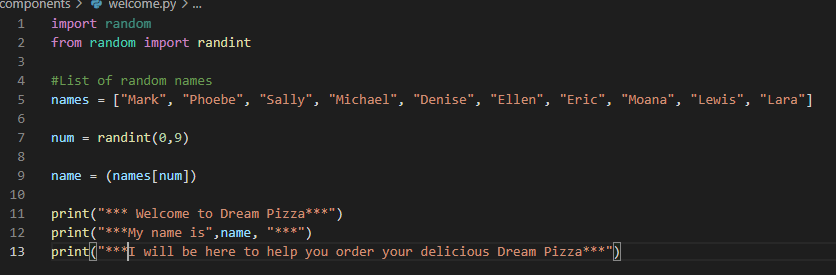 components > welcome.py > ...
1 import random
2 from random import randint
3
4 #List of random names
5 names = ["Mark", "Phoebe", "Sally", "Michael", "Denise", "Ellen", "Eric", "Moana", "Lewis", "Lara"]
6
7 num = randint(0,9)
8
9 name = (names[num])
10
11 print("*** Welcome to Dream Pizza***")
12 print("***My name is",name, "***")
13 print("***I will be here to help you order your delicious Dream Pizza***")